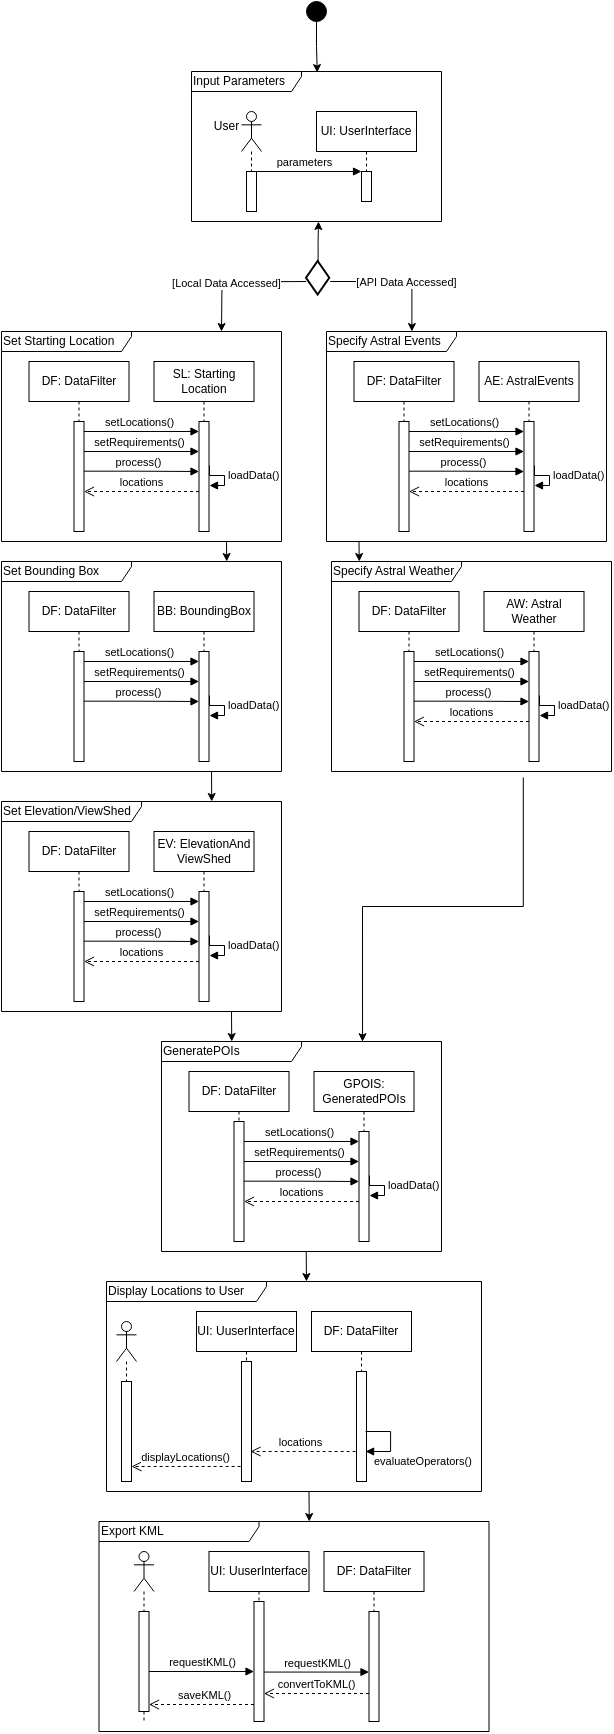 Input Parameters
User
UI: UserInterface
parameters
[Local Data Accessed]
[API Data Accessed]
Set Starting Location
DF: DataFilter
SL: Starting
Location
setLocations()
setRequirements()
process()
loadData()
locations
Specify Astral Events
DF: DataFilter
AE: AstralEvents
setLocations()
setRequirements()
process()
loadData()
locations
Set Bounding Box
DF: DataFilter
BB: BoundingBox
setLocations()
setRequirements()
process()
loadData()
Specify Astral Weather
DF: DataFilter
AW: Astral
Weather
setLocations()
setRequirements()
process()
loadData()
locations
Set Elevation/ViewShed
DF: DataFilter
EV: ElevationAnd
ViewShed
setLocations()
setRequirements()
process()
loadData()
locations
GeneratePOIs
DF: DataFilter
GPOIS:
GeneratedPOIs
setLocations()
setRequirements()
process()
loadData()
locations
Display Locations to User
UI: UuserInterface
DF: DataFilter
locations
displayLocations()
evaluateOperators()
Export KML
UI: UuserInterface
DF: DataFilter
requestKML()
requestKML()
convertToKML()
saveKML()